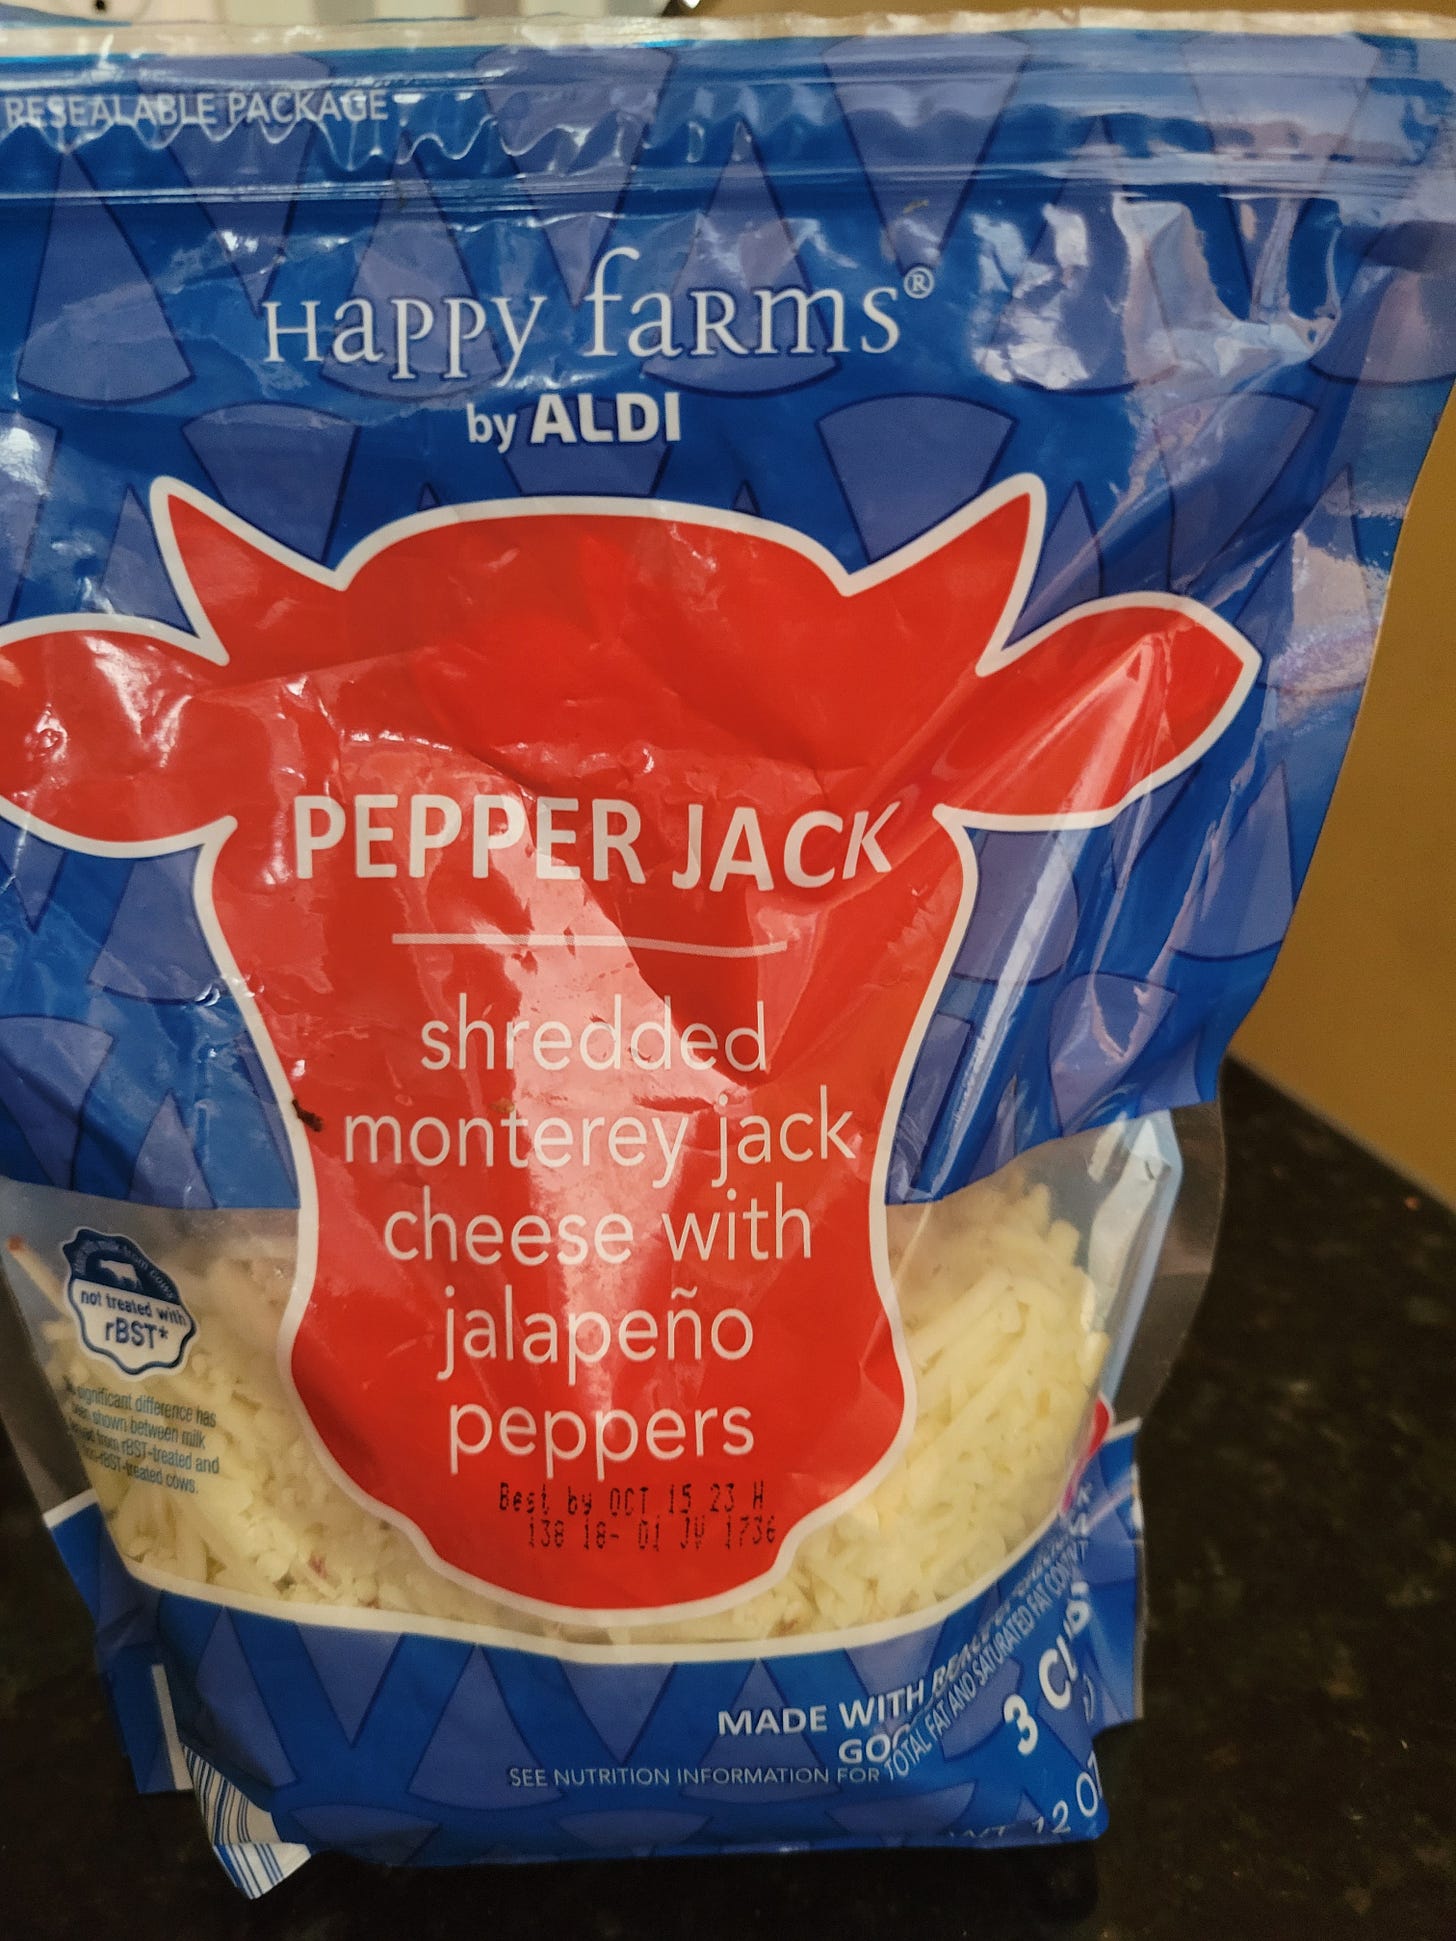 RESEALABLE PACKAGE
Happy farms®
by ALDI
PEPPER JACK
shredded
monterey jack
cheese with
jalapeño
peppers
Best by OCT 15 23 H
138 18- 01 JV 1736
not treated with
rBST*
significant difference has
shown between milk
from rBST-treated and
non-rBST-treated cows.
MADE WITH
SEE NUTRITION INFORMATION FOR TOTAL FAT AND SATURATED FAT
3
WT. 12